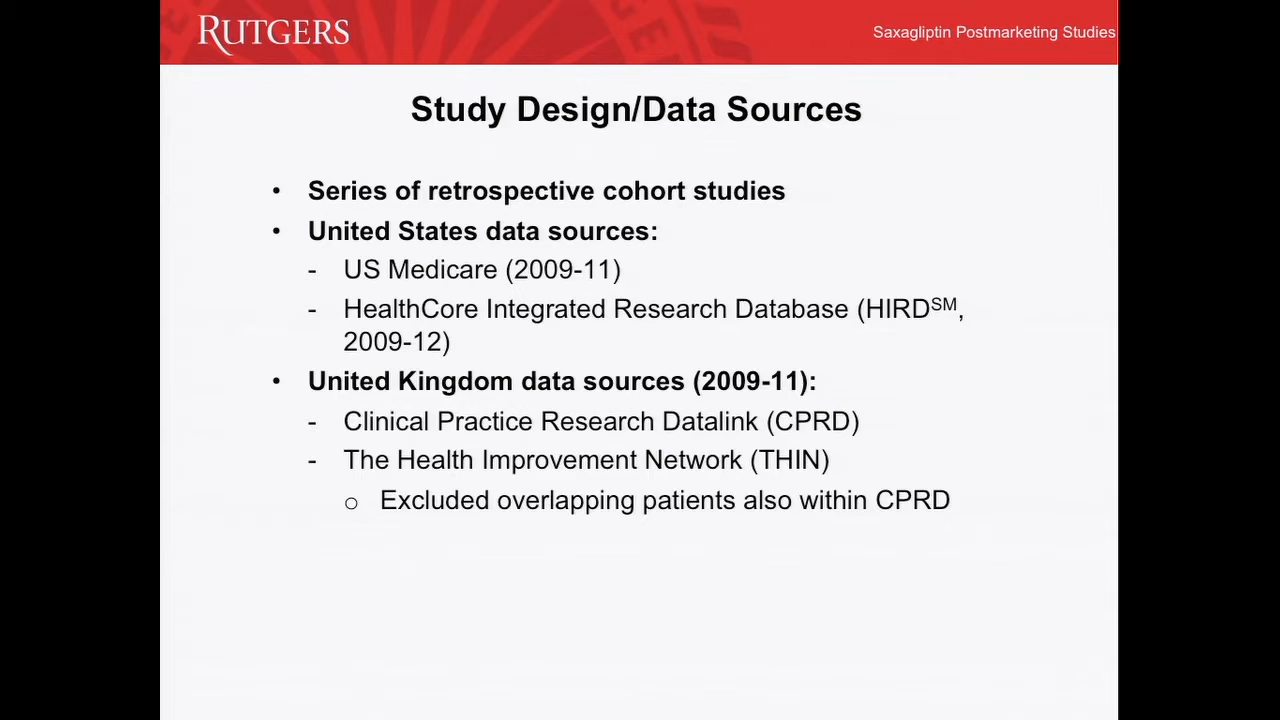 RUTGERS
Saxagliptin Postmarketing Studies
Study Design/Data Sources
• Series of retrospective cohort studies
• United States data sources:
- US Medicare (2009-11)
- HealthCore Integrated Research Database (HIRDSM,
2009-12)
• United Kingdom data sources (2009-11):
- Clinical Practice Research Datalink (CPRD)
- The Health Improvement Network (THIN)
o Excluded overlapping patients also within CPRD